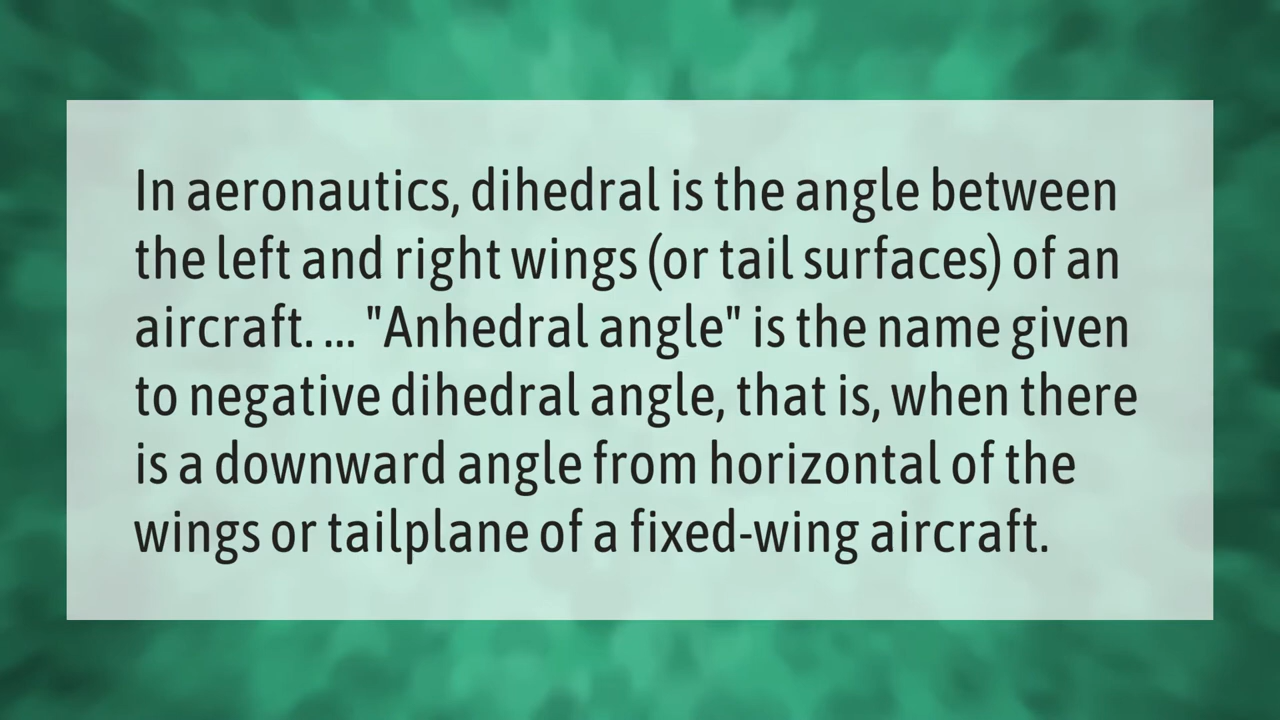 In aeronautics, dihedral is the angle between
the left and right wings (or tail surfaces) of an
aircraft. ... "Anhedral angle" is the name given
to negative dihedral angle, that is, when there
is a downward angle from horizontal of the
wings or tailplane of a fixed-wing aircraft.